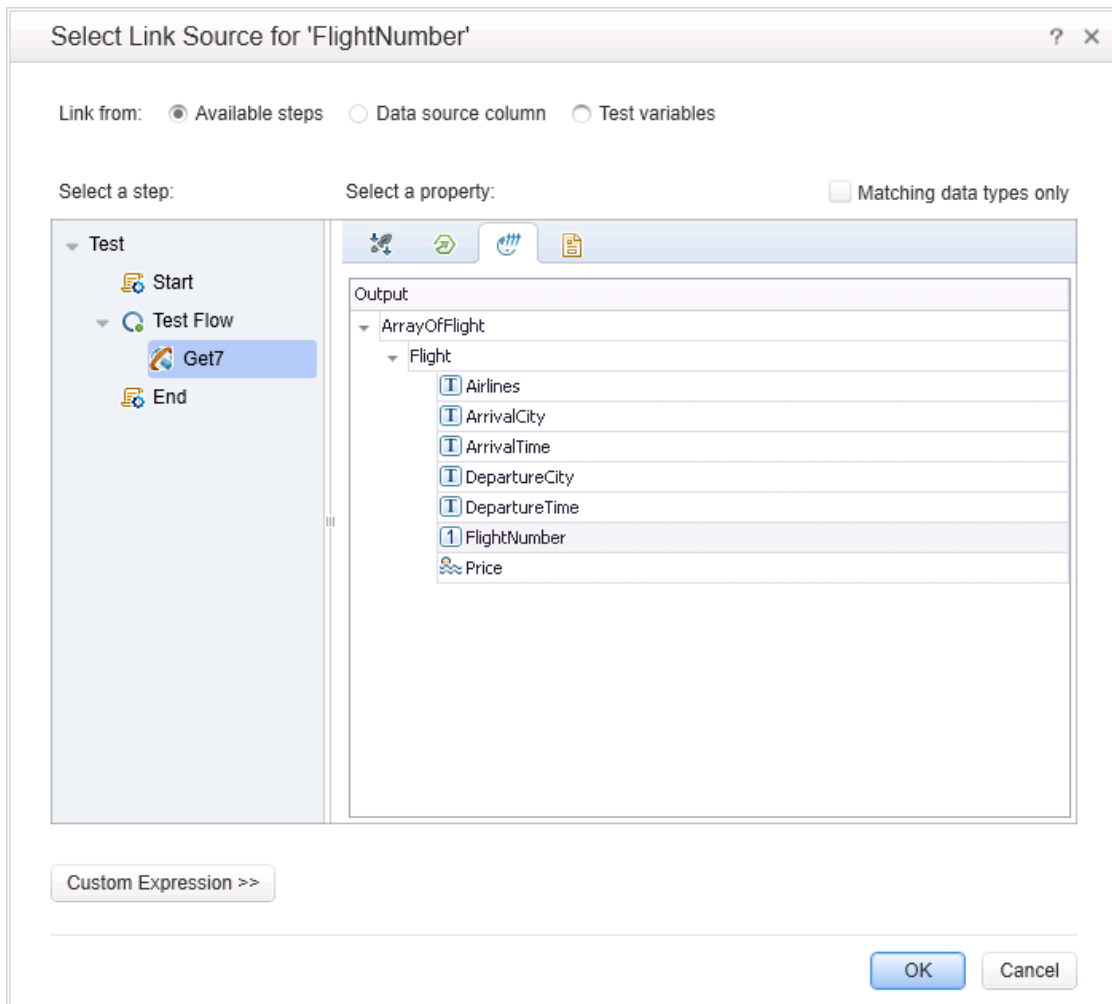 Select Link Source for 'FlightNumber'
? ×
Link from: Available steps Data source column Test variables
Select a step: Select a property: Matching data types only
Test
Start
Test Flow
Get7
End
Output
ArrayOfFlight
Flight
T Airlines
T ArrivalCity
T ArrivalTime
T DepartureCity
T DepartureTime
1 FlightNumber
Price
Custom Expression >>
OK Cancel